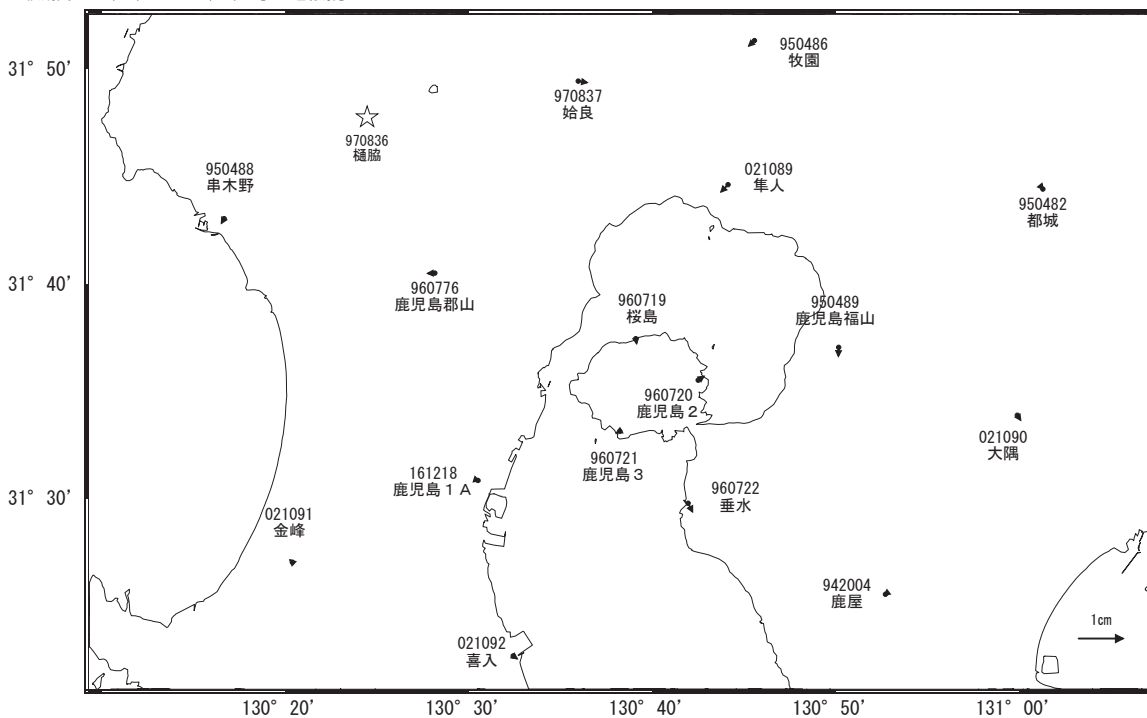 950486
牧園
31° 50'
970837
姶良
970836
樋脇
950488
串木野
021089
隼人
950482
都城
31° 40'
960776
鹿児島郡山
960719
桜島
950489
鹿児島福山
960720
鹿児島２
021090
大隅
960721
鹿児島３
161218
鹿児島１Ａ
31° 30'
960722
垂水
021091
金峰
942004
鹿屋
1cm
021092
喜入
130° 20'
130° 30'
130° 40'
130° 50'
131° 00'